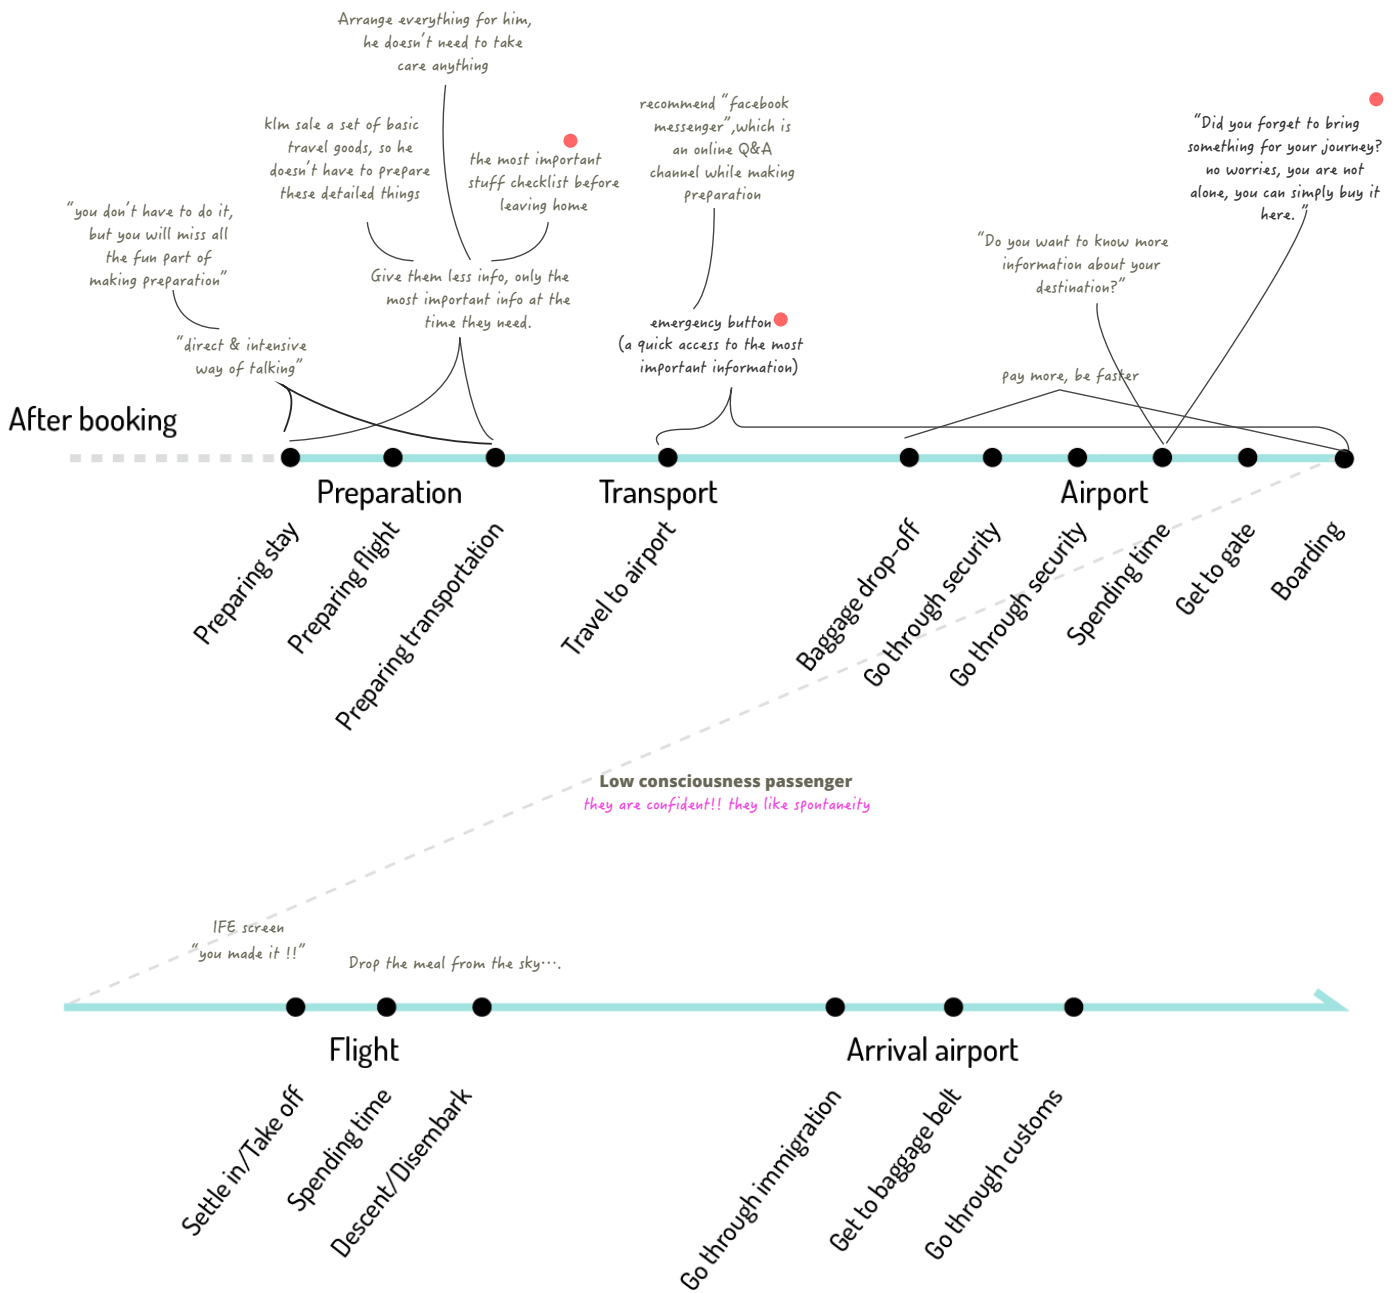 Arrange everything for him,
he doesn't need to take
care anything
klm sale a set of basic
travel goods, so he
doesn't have to prepare
these detailed things
the most important
stuff checklist before
leaving home
recommend "facebook
messenger",which is
an online Q&A
channel while making
preparation
"Did you forget to bring
something for your journey?
no worries, you are not
alone, you can simply buy it
here. "
"you don't have to do it,
but you will miss all
the fun part of
making preparation"
Give them less info, only the
most important info at the
time they need.
"Do you want to know more
information about your
destination?"
"direct & intensive
way of talking"
emergency button
(a quick access to the most
important information)
pay more, be faster
After booking
Preparation
Transport
Airport
Preparing stay
Preparing flight
Preparing transportation
Travel to airport
Baggage drop-off
Go through security
Go through security
Spending time
Get to gate
Boarding
Low consciousness passenger
they are confident!! they like spontaneity
IFE screen
"you made it !!"
Drop the meal from the sky….
Flight
Arrival airport
Settle in/Take off
Spending time
Descent/Disembark
Go through immigration
Get to baggage belt
Go through customs